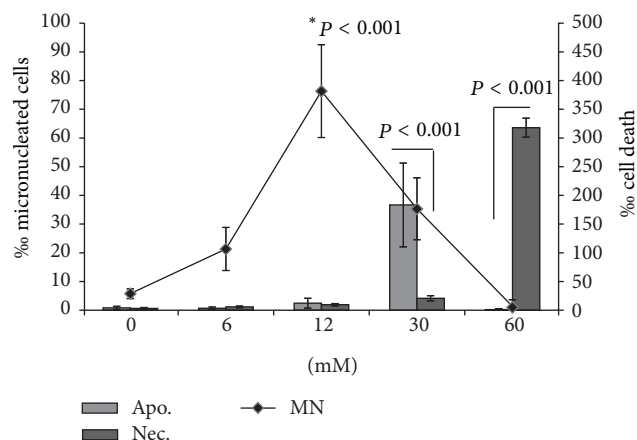 100
90
80
70
60
50
40
30
20
10
0
‰ micronucleated cells
* P < 0.001
P < 0.001
P < 0.001
500
450
400
350
300
250
200
150
100
50
0
‰ cell death
0 6 12 30 60
(mM)
Apo. MN
Nec.